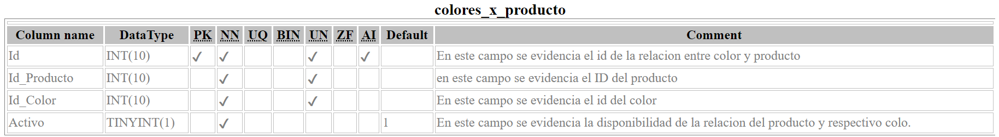 colores_x_producto
Column name DataType PK NN UQ BIN UN ZF AI Default Comment
Id INT(10) ✓ ✓ ✓ ✓ En este campo se evidencia el id de la relacion entre color y producto
Id_Producto INT(10) ✓ ✓ en este campo se evidencia el ID del producto
Id_Color INT(10) ✓ ✓ En este campo se evidencia el id del color
Activo TINYINT(1) ✓ 1 En este campo se evidencia la disponibilidad de la relacion del producto y respectivo colo.